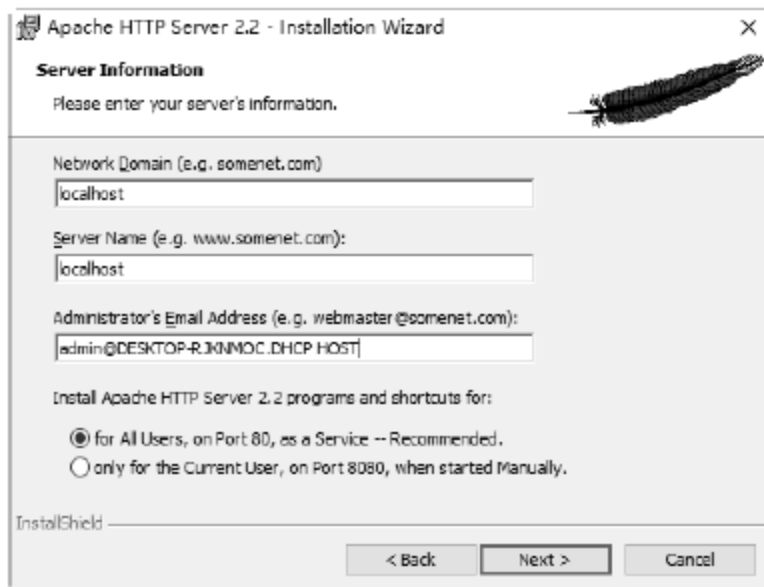 Apache HTTP Server 2.2 - Installation Wizard
Server Information
Please enter your server's information.
Network Domain (e.g. somenet.com)
localhost
Server Name (e.g. www.somenet.com):
localhost
Administrator's Email Address (e.g. webmaster@somenet.com):
admin@DESKTOP-RJKNMOC.DHCP HOST
Install Apache HTTP Server 2.2 programs and shortcuts for:
for All Users, on Port 80, as a Service -- Recommended.
only for the Current User, on Port 8080, when started Manually.
InstallShield
< Back
Next >
Cancel